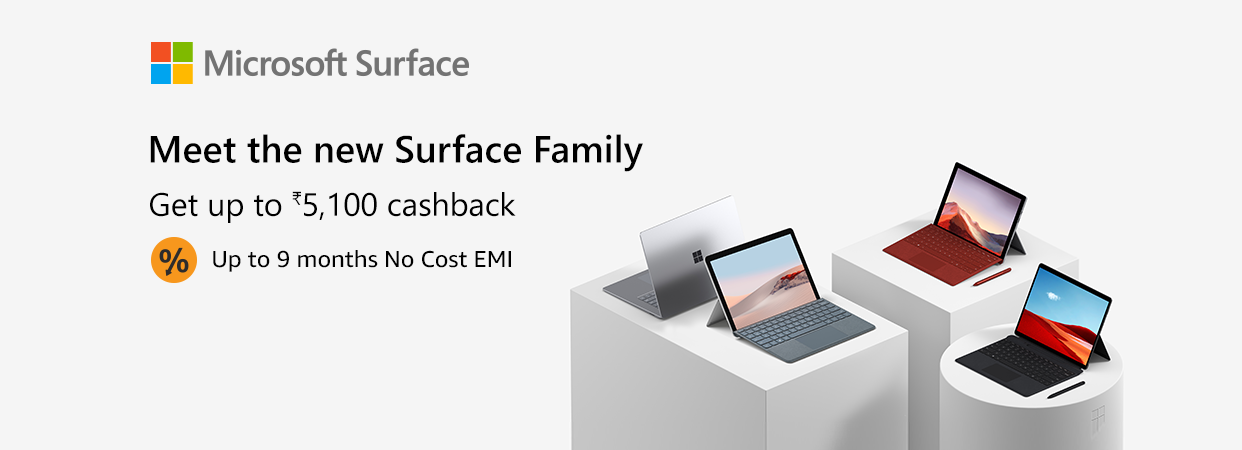 Microsoft Surface
Meet the new Surface Family
Get up to ₹5,100 cashback
% Up to 9 months No Cost EMI